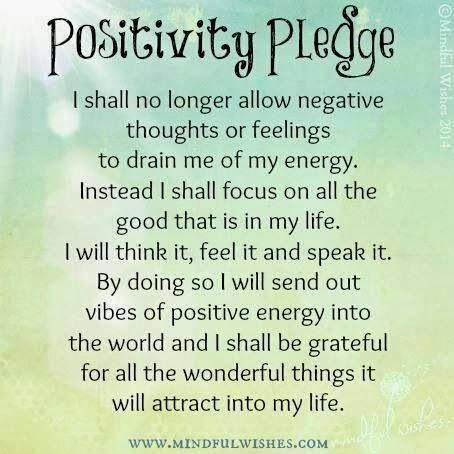 Positivity Pledge
I shall no longer allow negative
thoughts or feelings
to drain me of my energy.
Instead I shall focus on all the
good that is in my life.
I will think it, feel it and speak it.
By doing so I will send out
vibes of positive energy into
the world and I shall be grateful
for all the wonderful things it
will attract into my life.
www.mindfulwishes.com
©Mindful Wishes 2014
mindful wishes